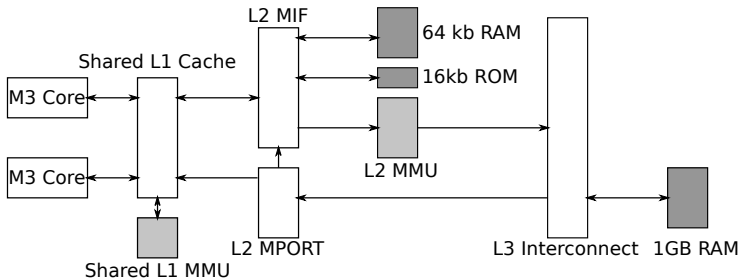 L2 MIF
64 kb RAM
Shared L1 Cache
16kb ROM
M3 Core
M3 Core
L2 MMU
L2 MPORT
L3 Interconnect
1GB RAM
Shared L1 MMU